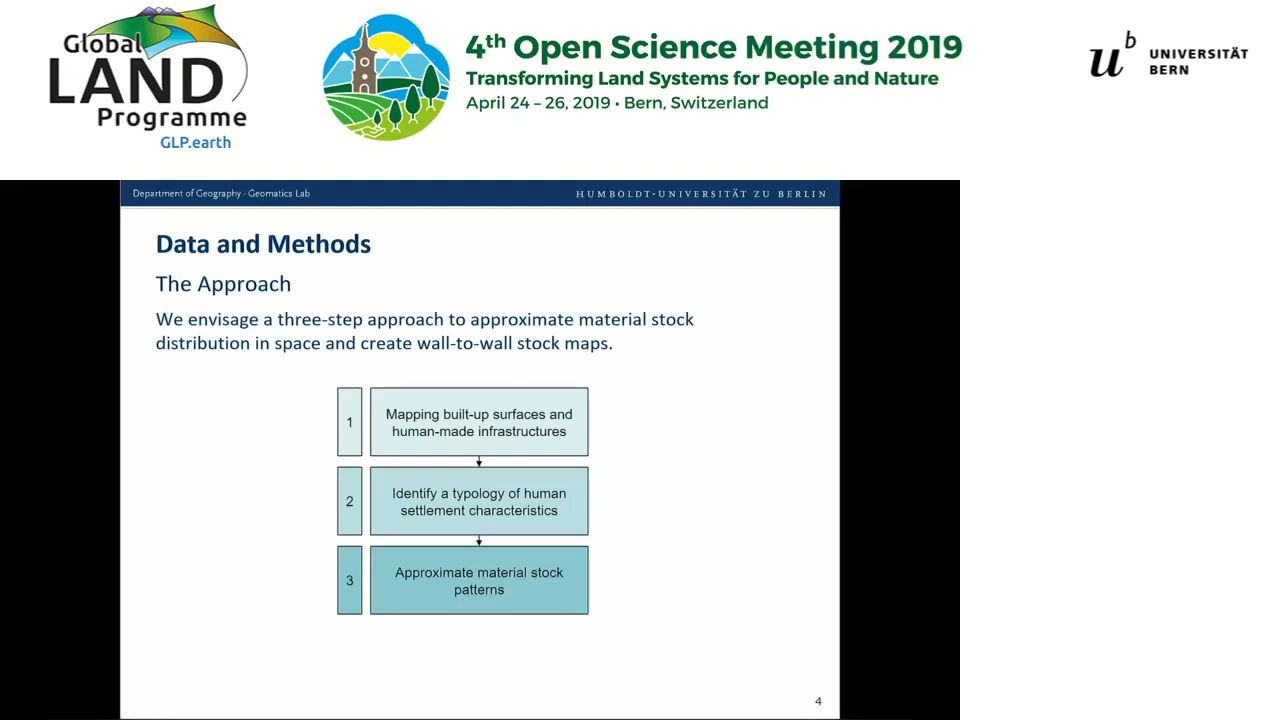 Global
LAND
Programme
GLP.earth
4th Open Science Meeting 2019
Transforming Land Systems for People and Nature
April 24 – 26, 2019 • Bern, Switzerland
u b
UNIVERSITÄT
BERN
Department of Geography · Geomatics Lab
HUMBOLDT-UNIVERSITÄT ZU BERLIN
Data and Methods
The Approach
We envisage a three-step approach to approximate material stock
distribution in space and create wall-to-wall stock maps.
1
Mapping built-up surfaces and
human-made infrastructures
2
Identify a typology of human
settlement characteristics
3
Approximate material stock
patterns
4